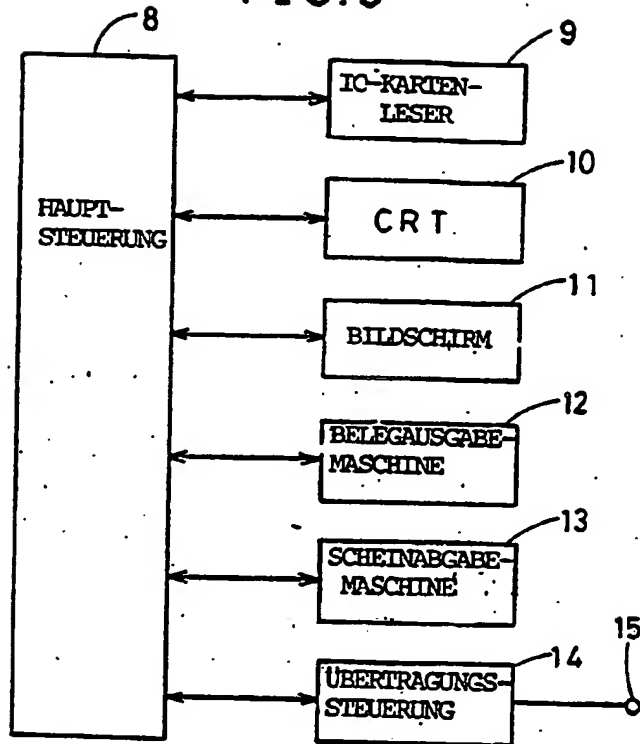 8
9
IC-KARTEN-
LESER
10
HAUPT-
STEUERUNG
CRT
11
BILDSCHIRM
12
BELEGAUSGABE-
MASCHINE
13
SCHEINABGABE-
MASCHINE
14
15
ÜBERTRAGUNGS-
STEUERUNG